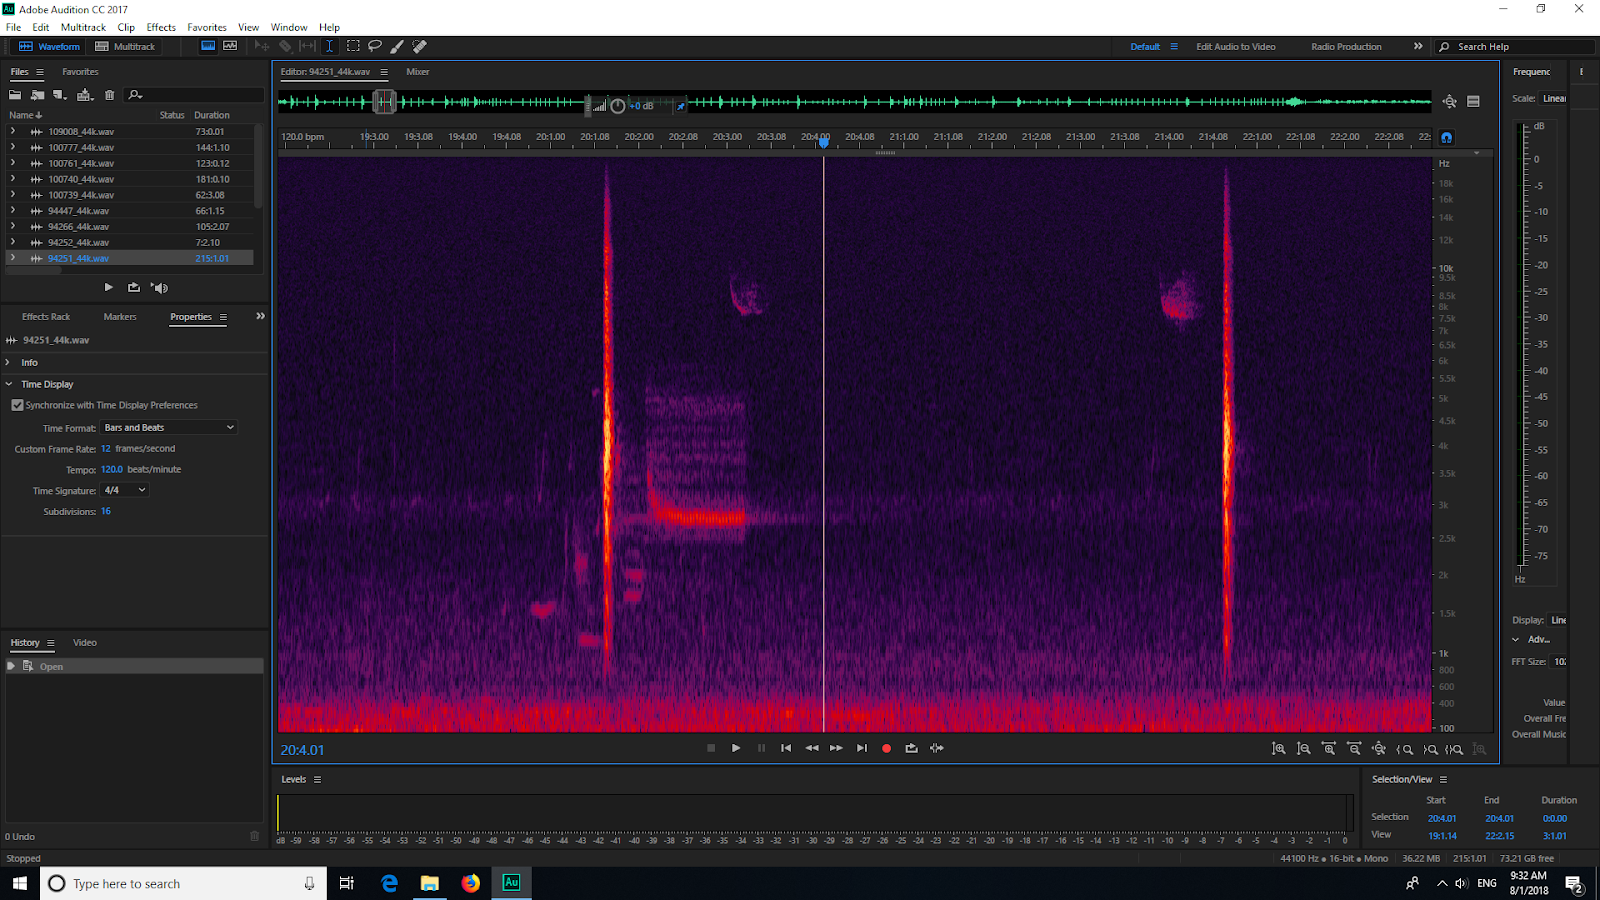 Adobe Audition CC 2017
File Edit Multitrack Clip Effects Favorites View Window Help
Waveform Multitrack Default Edit Audio to Video Radio Production Search Help
Files Favorites
Name Status Duration
109008_44k.wav 73:0.01
100777_44k.wav 144:1.10
100761_44k.wav 123:0.12
100740_44k.wav 181:0.10
100739_44k.wav 62:3.08
94447_44k.wav 66:1.15
94266_44k.wav 105:2.07
94252_44k.wav 7:2.10
94251_44k.wav 215:1.01
Effects Rack Markers Properties
94251_44k.wav
Info
Time Display
Synchronize with Time Display Preferences
Time Format: Bars and Beats
Custom Frame Rate: 12 frames/second
Tempo: 120.0 beats/minute
Time Signature: 4/4
Subdivisions: 16
History Video
Open
0 Undo
Stopped
Editor: 94251_44k.wav Mixer
+0 dB
120.0 bpm 19:3.00 19:3.08 19:4.00 19:4.08 20:1.00 20:1.08 20:2.00 20:2.08 20:3.00 20:3.08 20:4.00 20:4.08 21:1.00 21:1.08 21:2.00 21:2.08 21:3.00 21:3.08 21:4.00 21:4.08 22:1.00 22:1.08 22:2.00 22:2.08 22:
Hz
18k
16k
14k
12k
10k
9.5k
8.5k
8k
7.5k
7k
6.5k
6k
5.5k
5k
4.5k
4k
3.5k
3k
2.5k
2k
1.5k
1k
800
600
400
100
20:4.01
Levels
dB -59 -58 -57 -56 -55 -54 -53 -52 -51 -50 -49 -48 -47 -46 -45 -44 -43 -42 -41 -40 -39 -38 -37 -36 -35 -34 -33 -32 -31 -30 -29 -28 -27 -26 -25 -24 -23 -22 -21 -20 -19 -18 -17 -16 -15 -14 -13 -12 -11 -10 -9 -8 -7 -6 -5 -4 -3 -2 -1 0
Frequenc
Scale: Linear
dB
0
-5
-10
-15
-20
-25
-30
-35
-40
-45
-50
-55
-60
-65
-70
-75
Hz
Display: Line
Adv...
FFT Size: 102
Value
Overall Fre
Overall Music
Selection/View
Start End Duration
Selection 20:4.01 20:4.01 0:0.00
View 19:1.14 22:2.15 3:1.01
44100 Hz ● 16-bit ● Mono 36.22 MB 215:1.01 73.21 GB free
Type here to search
Au
ENG
9:32 AM
8/1/2018
2